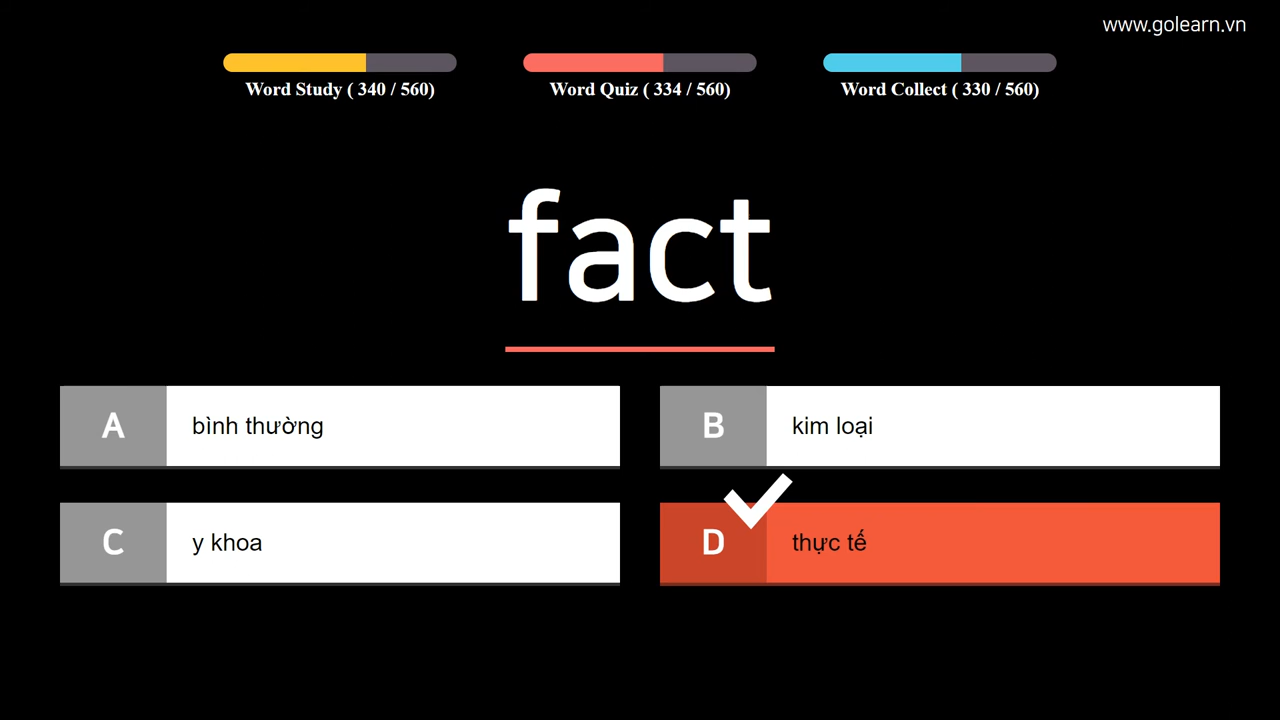 www.golearn.vn
Word Study ( 340 / 560)
Word Quiz ( 334 / 560)
Word Collect ( 330 / 560)
fact
A bình thường
B kim loại
C y khoa
D thực tế